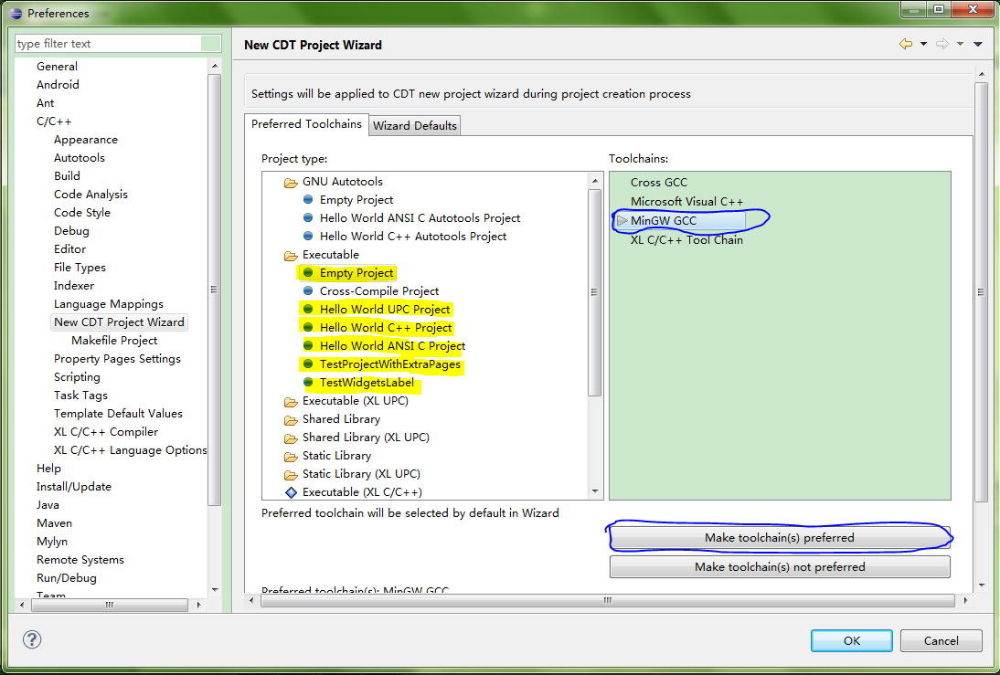 Preferences
type filter text
General
Android
Ant
C/C++
Appearance
Autotools
Build
Code Analysis
Code Style
Debug
Editor
File Types
Indexer
Language Mappings
New CDT Project Wizard
Makefile Project
Property Pages Settings
Scripting
Task Tags
Template Default Values
XL C/C++ Compiler
XL C/C++ Language Options
Help
Install/Update
Java
Maven
Mylyn
Remote Systems
Run/Debug
Team
New CDT Project Wizard
Settings will be applied to CDT new project wizard during project creation process
Preferred Toolchains
Wizard Defaults
Project type:
GNU Autotools
Empty Project
Hello World ANSI C Autotools Project
Hello World C++ Autotools Project
Executable
Empty Project
Cross-Compile Project
Hello World UPC Project
Hello World C++ Project
Hello World ANSI C Project
TestProjectWithExtraPages
TestWidgetsLabel
Executable (XL UPC)
Shared Library
Shared Library (XL UPC)
Static Library
Static Library (XL UPC)
Executable (XL C/C++)
Toolchains:
Cross GCC
Microsoft Visual C++
MinGW GCC
XL C/C++ Tool Chain
Preferred toolchain will be selected by default in Wizard
Make toolchain(s) preferred
Make toolchain(s) not preferred
Preferred toolchain(s): MinGW GCC
?
OK
Cancel